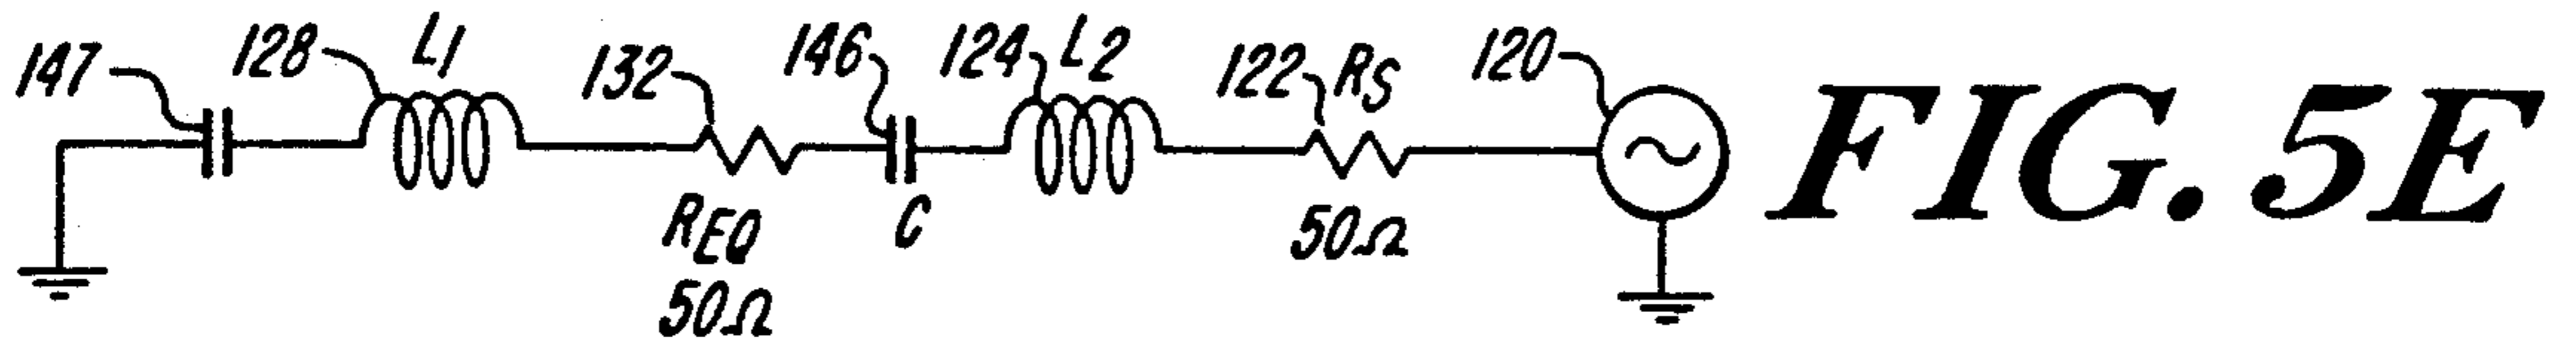 147 128 L1 132 146 124 L2 122 RS 120
REQ C 50Ω
50Ω
FIG. 5E